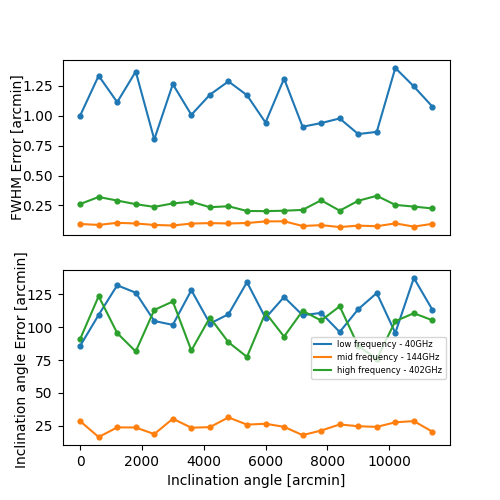 FWHM Error [arcmin]
1.25
1.00
0.75
0.50
0.25
Inclination angle Error [arcmin]
125
100
75
50
25
low frequency - 40GHz
mid frequency - 144GHz
high frequency - 402GHz
0 2000 4000 6000 8000 10000
Inclination angle [arcmin]